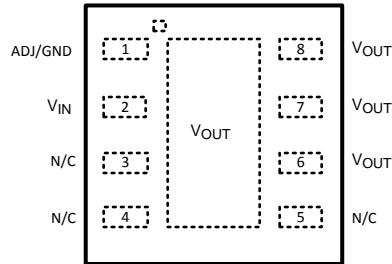 ADJ/GND 1 8 VOUT
VIN 2 7 VOUT
VOUT
N/C 3 6 VOUT
N/C 4 5 N/C